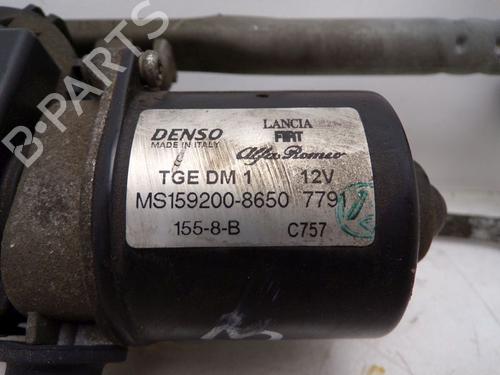 B-PARTS
DENSO
MADE IN ITALY
LANCIA
FIAT
Alfa Romeo
TGE DM 1 12V
MS159200-8650 7791
155-8-B C757